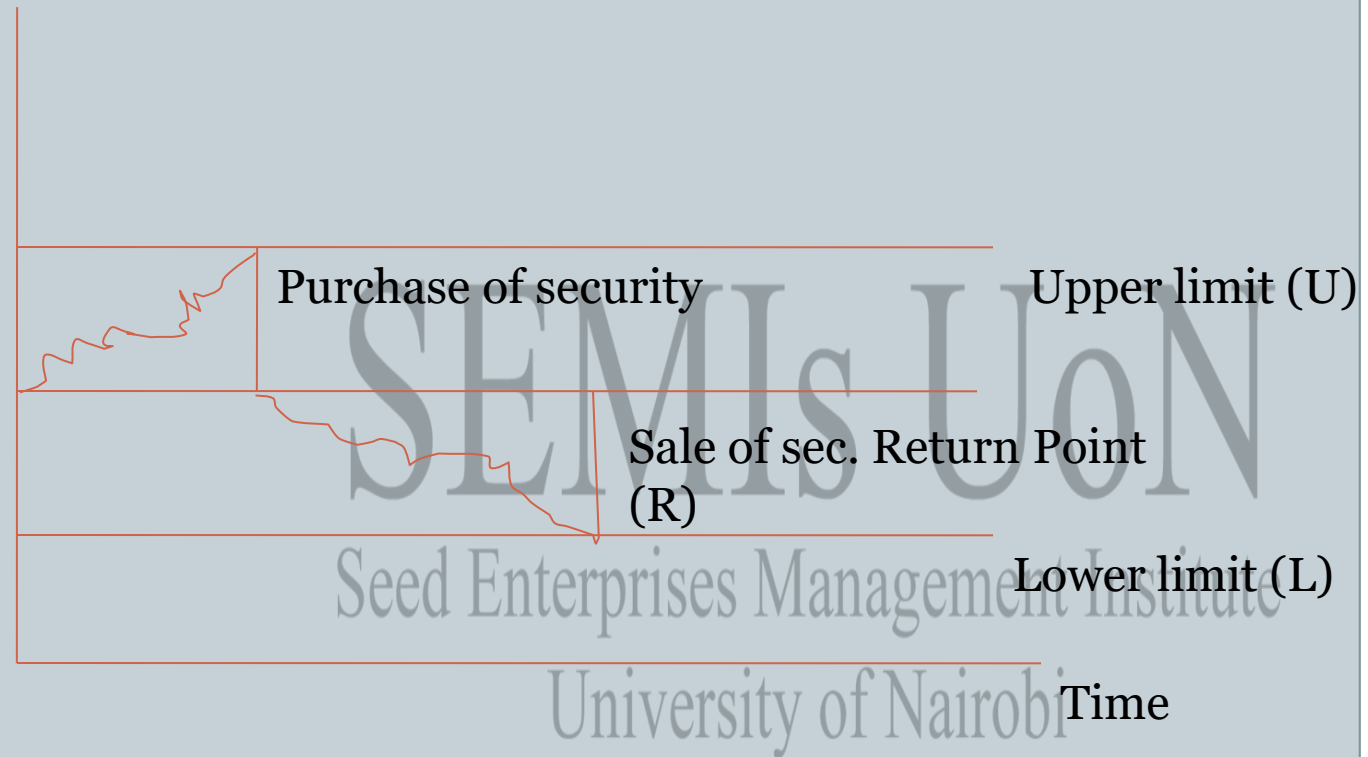 Purchase of security
Upper limit (U)
SEMIs UoN
Sale of sec. Return Point
(R)
Seed Enterprises Management Institute
Lower limit (L)
University of Nairobi
Time